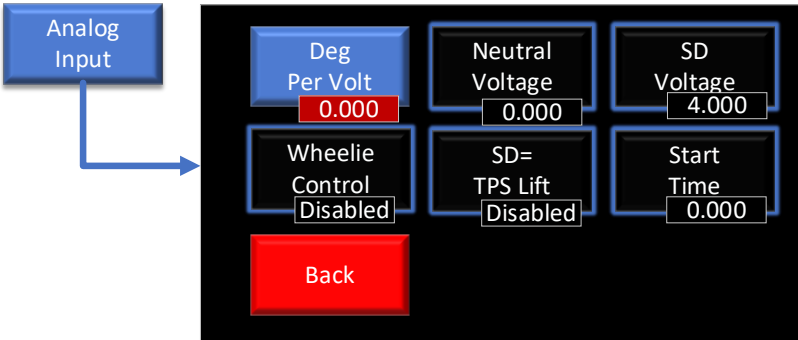 Analog
Input
Deg
Per Volt
0.000
Neutral
Voltage
0.000
SD
Voltage
4.000
Wheelie
Control
Disabled
SD=
TPS Lift
Disabled
Start
Time
0.000
Back